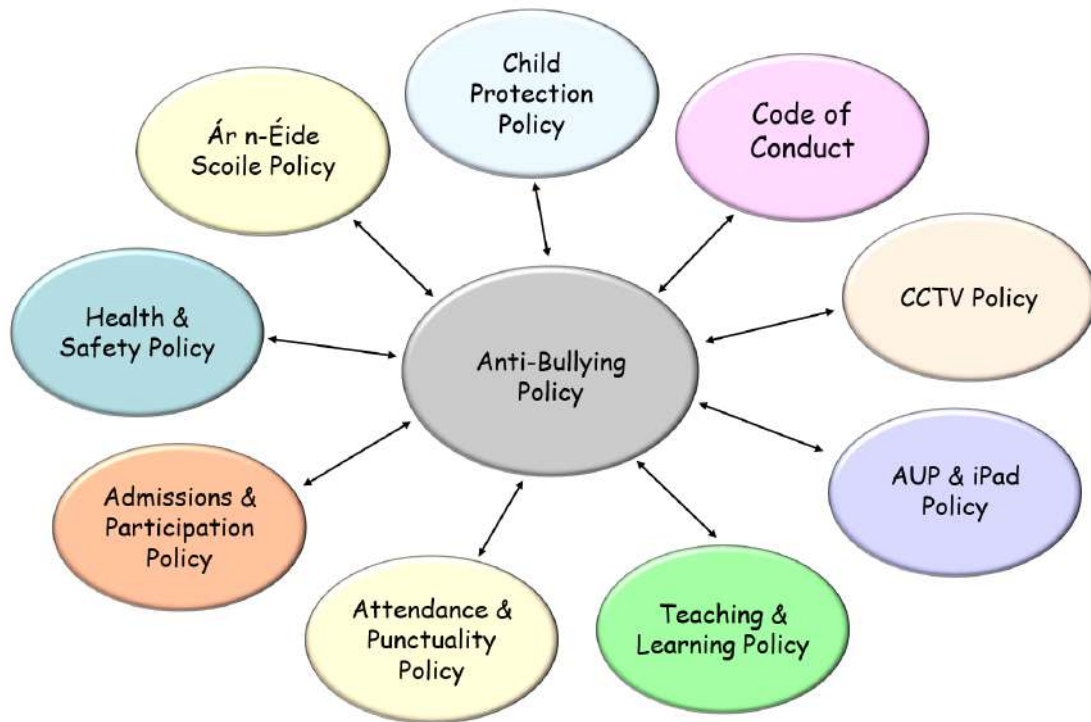 Child
Protection
Policy
Code of
Conduct
Ár n-Éide
Scoile Policy
CCTV Policy
Health &
Safety Policy
Anti-Bullying
Policy
AUP & iPad
Policy
Admissions &
Participation
Policy
Attendance &
Punctuality
Policy
Teaching &
Learning Policy